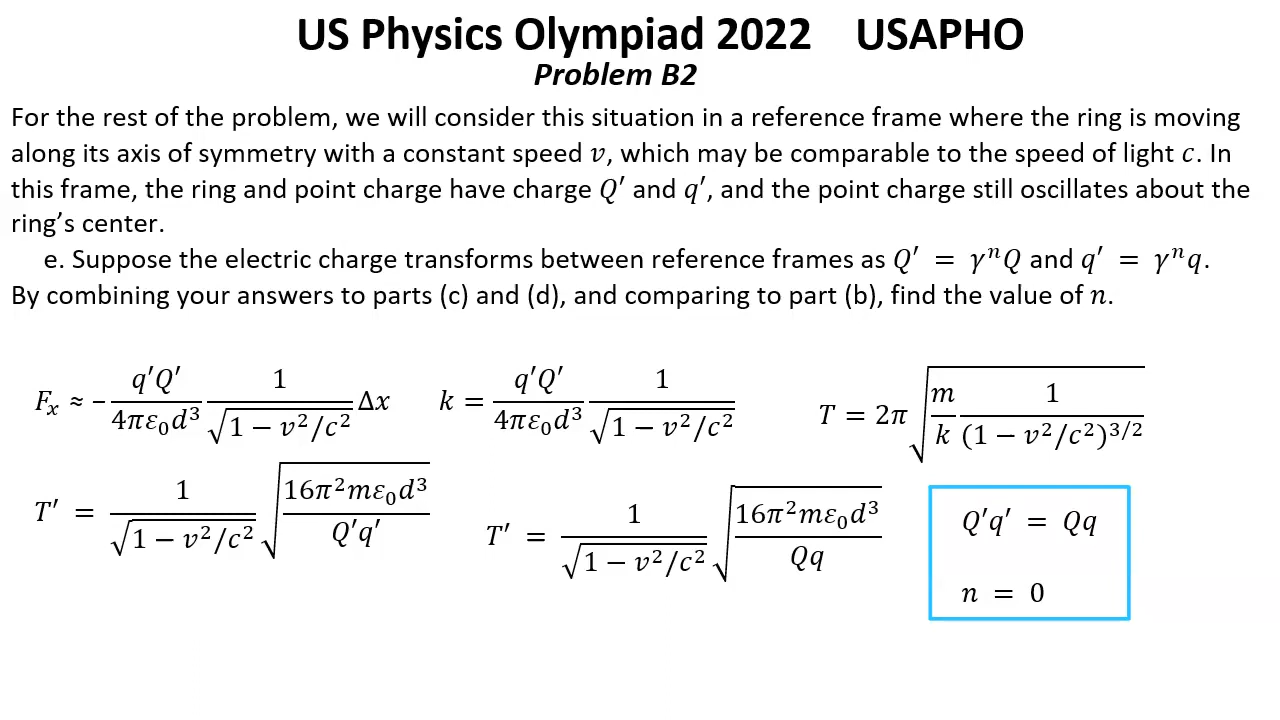 US Physics Olympiad 2022 USAPHO
Problem B2
For the rest of the problem, we will consider this situation in a reference frame where the ring is moving
along its axis of symmetry with a constant speed 𝑣, which may be comparable to the speed of light 𝑐. In
this frame, the ring and point charge have charge 𝑄′ and 𝑞′, and the point charge still oscillates about the
ring’s center.
e. Suppose the electric charge transforms between reference frames as 𝑄′ = 𝛾ⁿ𝑄 and 𝑞′ = 𝛾ⁿ𝑞.
By combining your answers to parts (c) and (d), and comparing to part (b), find the value of 𝑛.
𝐹ₓ ≈ − 𝑞′𝑄′/(4𝜋𝜀₀𝑑³) 1/√(1 − 𝑣²/𝑐²) Δ𝑥 𝑘 = 𝑞′𝑄′/(4𝜋𝜀₀𝑑³) 1/√(1 − 𝑣²/𝑐²) 𝑇 = 2𝜋 √(𝑚/𝑘 1/(1 − 𝑣²/𝑐²)^{3/2})
𝑇′ = 1/√(1 − 𝑣²/𝑐²) √(16𝜋²𝑚𝜀₀𝑑³/𝑄′𝑞′) 𝑇′ = 1/√(1 − 𝑣²/𝑐²) √(16𝜋²𝑚𝜀₀𝑑³/𝑄𝑞)
𝑄′𝑞′ = 𝑄𝑞
𝑛 = 0